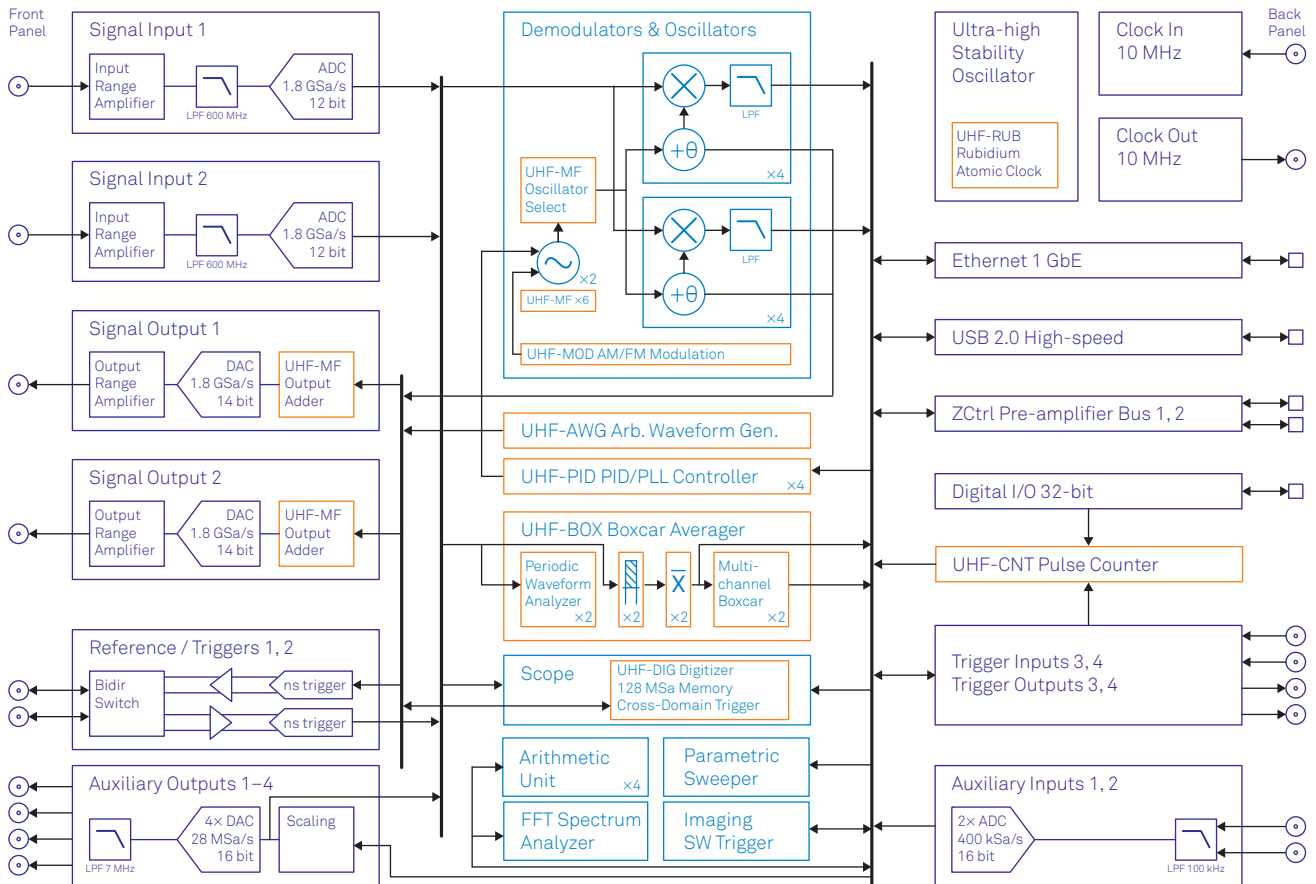 Front
Panel
Signal Input 1
Input
Range
Amplifier
LPF 600 MHz
ADC
1.8 GSa/s
12 bit
Signal Input 2
Input
Range
Amplifier
LPF 600 MHz
ADC
1.8 GSa/s
12 bit
Signal Output 1
Output
Range
Amplifier
DAC
1.8 GSa/s
14 bit
UHF-MF
Output
Adder
Signal Output 2
Output
Range
Amplifier
DAC
1.8 GSa/s
14 bit
UHF-MF
Output
Adder
Reference / Triggers 1, 2
Bidir
Switch
ns trigger
ns trigger
Auxiliary Outputs 1–4
LPF 7 MHz
4× DAC
28 MSa/s
16 bit
Scaling
Demodulators & Oscillators
LPF
+θ
×4
UHF-MF
Oscillator
Select
×2
UHF-MF ×6
LPF
+θ
×4
UHF-MOD AM/FM Modulation
UHF-AWG Arb. Waveform Gen.
UHF-PID PID/PLL Controller
×4
UHF-BOX Boxcar Averager
Periodic
Waveform
Analyzer
×2
×2
X̅
×2
Multi-
channel
Boxcar
×2
Scope
UHF-DIG Digitizer
128 MSa Memory
Cross-Domain Trigger
Arithmetic
Unit
×4
Parametric
Sweeper
FFT Spectrum
Analyzer
Imaging
SW Trigger
Ultra-high
Stability
Oscillator
UHF-RUB
Rubidium
Atomic Clock
Clock In
10 MHz
Clock Out
10 MHz
Back
Panel
Ethernet 1 GbE
USB 2.0 High-speed
ZCtrl Pre-amplifier Bus 1, 2
Digital I/O 32-bit
UHF-CNT Pulse Counter
Trigger Inputs 3, 4
Trigger Outputs 3, 4
Auxiliary Inputs 1, 2
2× ADC
400 kSa/s
16 bit
LPF 100 kHz